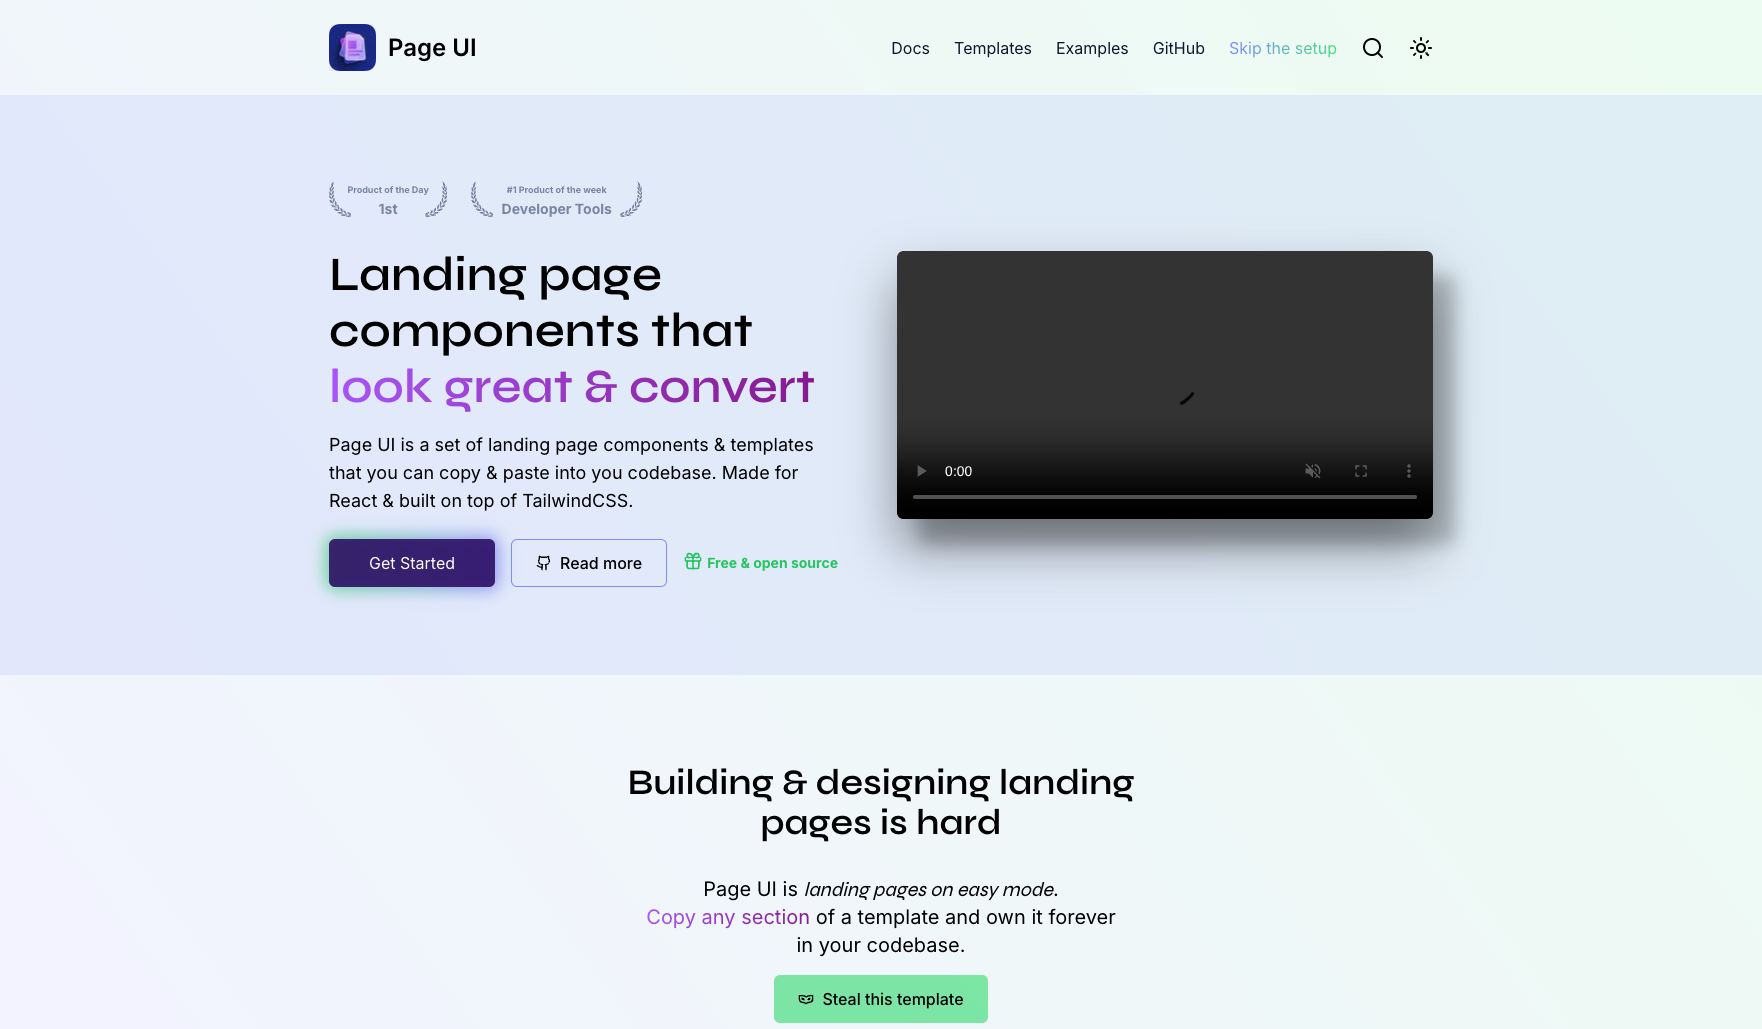 Page UI
Docs Templates Examples GitHub Skip the setup
Product of the Day
1st
#1 Product of the week
Developer Tools
Landing page
components that
look great & convert
Page UI is a set of landing page components & templates
that you can copy & paste into you codebase. Made for
React & built on top of TailwindCSS.
Get Started
Read more
Free & open source
0:00
Building & designing landing
pages is hard
Page UI is landing pages on easy mode.
Copy any section of a template and own it forever
in your codebase.
Steal this template